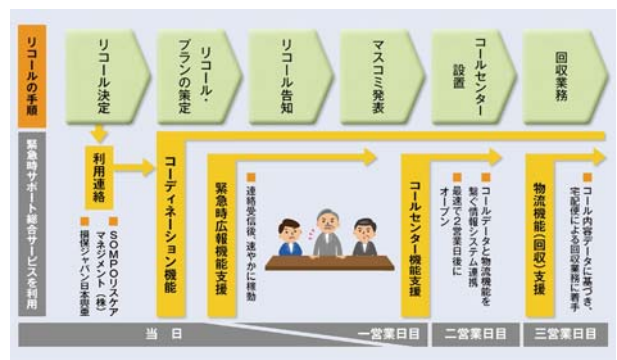 リコールの手順
リコール決定
リコール・
プランの策定
リコール告知
マスコミ発表
コールセンター
設置
回収業務
緊急時サポート総合サービスを利用
利用連絡
■SOMPOリスケア
マネジメント(株)
■損保ジャパン日本興亜
コーディネーション機能
緊急時広報機能支援
■連絡受信後、速やかに稼動
コールセンター機能支援
■コールデータと物流機能を
繋ぐ情報システム連携
■最速で2営業日後に
オープン
物流機能(回収)支援
■コール内容データに基づき、
宅配便による回収業務に着手
当 日
一営業日目
二営業日目
三営業日目